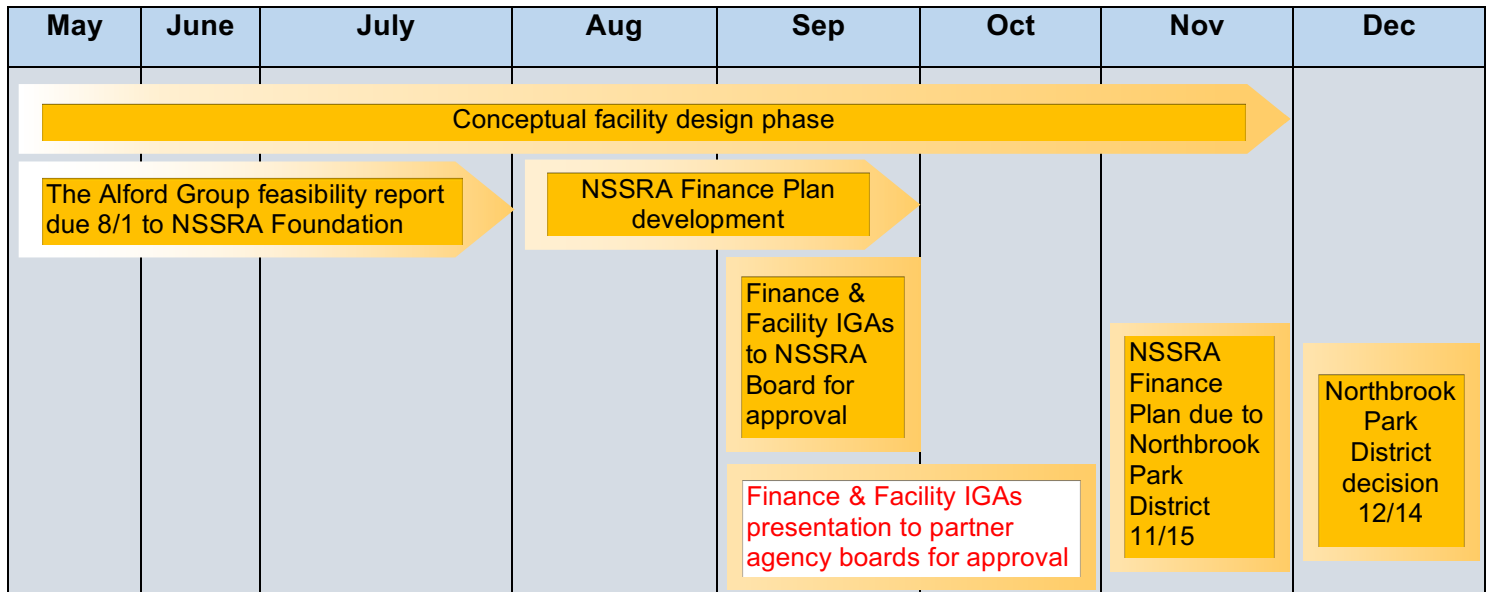 May June July Aug Sep Oct Nov Dec
Conceptual facility design phase
The Alford Group feasibility report
due 8/1 to NSSRA Foundation
NSSRA Finance Plan
development
Finance &
Facility IGAs
to NSSRA
Board for
approval
Finance & Facility IGAs
presentation to partner
agency boards for approval
NSSRA
Finance
Plan due to
Northbrook
Park
District
11/15
Northbrook
Park
District
decision
12/14